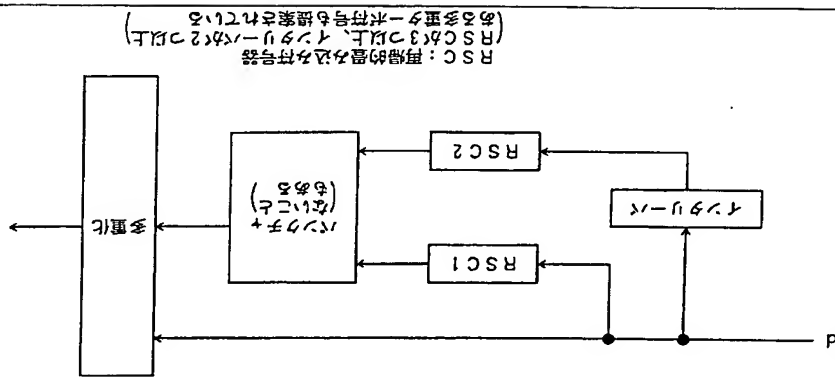 d
RSC1
インタリーバ
RSC2
パンクチャ
(ないこと
もある)
多重化
RSC：再帰的畳み込み符号器
(RSCが3つ以上、インタリーバが2つ以上
ある多重ターボ符号も提案されている)